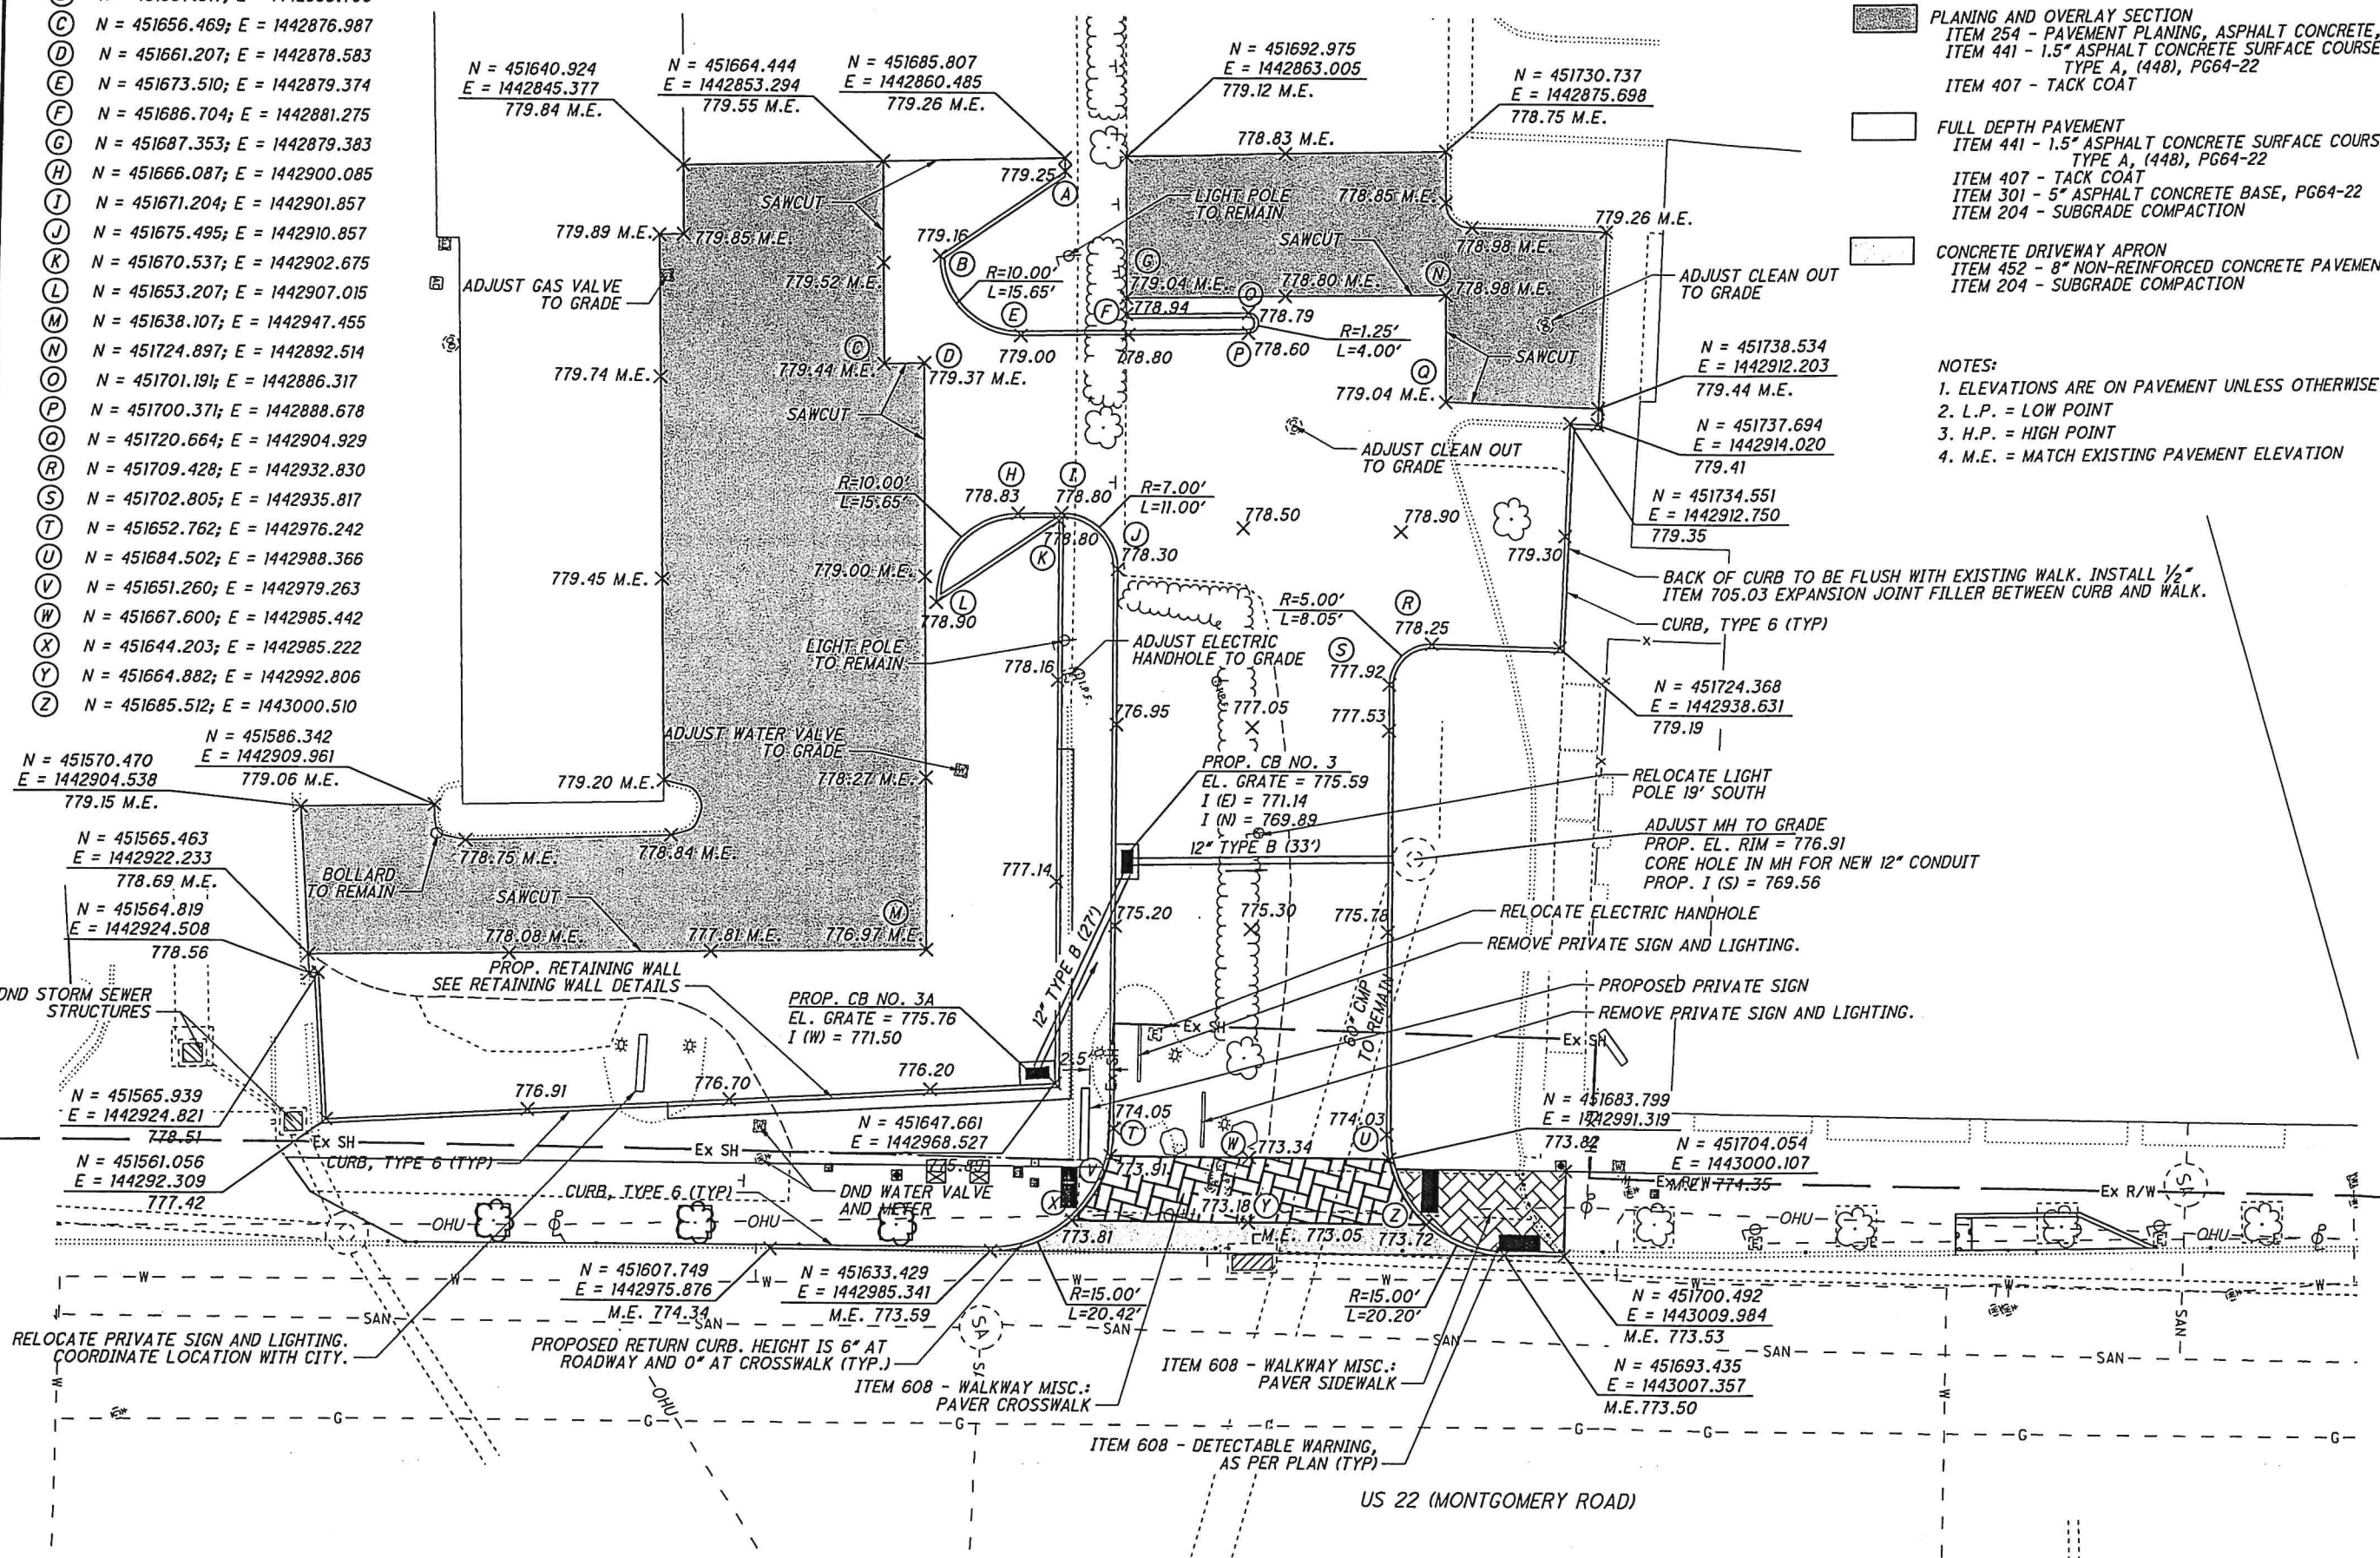 C N = 451656.469; E = 1442876.987
D N = 451661.207; E = 1442878.583
E N = 451673.510; E = 1442879.374
F N = 451686.704; E = 1442881.275
G N = 451687.353; E = 1442879.383
H N = 451666.087; E = 1442900.085
I N = 451671.204; E = 1442901.857
J N = 451675.495; E = 1442910.857
K N = 451670.537; E = 1442902.675
L N = 451653.207; E = 1442907.015
M N = 451638.107; E = 1442947.455
N N = 451724.897; E = 1442892.514
O N = 451701.191; E = 1442886.317
P N = 451700.371; E = 1442888.678
Q N = 451720.664; E = 1442904.929
R N = 451709.428; E = 1442932.830
S N = 451702.805; E = 1442935.817
T N = 451652.762; E = 1442976.242
U N = 451684.502; E = 1442988.366
V N = 451651.260; E = 1442979.263
W N = 451667.600; E = 1442985.442
X N = 451644.203; E = 1442985.222
Y N = 451664.882; E = 1442992.806
Z N = 451685.512; E = 1443000.510
PLANING AND OVERLAY SECTION
ITEM 254 - PAVEMENT PLANING, ASPHALT CONCRETE,
ITEM 441 - 1.5" ASPHALT CONCRETE SURFACE COURSE
TYPE A, (448), PG64-22
ITEM 407 - TACK COAT
FULL DEPTH PAVEMENT
ITEM 441 - 1.5" ASPHALT CONCRETE SURFACE COURS
TYPE A, (448), PG64-22
ITEM 407 - TACK COAT
ITEM 301 - 5" ASPHALT CONCRETE BASE, PG64-22
ITEM 204 - SUBGRADE COMPACTION
CONCRETE DRIVEWAY APRON
ITEM 452 - 8" NON-REINFORCED CONCRETE PAVEMEN
ITEM 204 - SUBGRADE COMPACTION
NOTES:
1. ELEVATIONS ARE ON PAVEMENT UNLESS OTHERWISE
2. L.P. = LOW POINT
3. H.P. = HIGH POINT
4. M.E. = MATCH EXISTING PAVEMENT ELEVATION
N = 451640.924
E = 1442845.377
779.84 M.E.
N = 451664.444
E = 1442853.294
779.55 M.E.
N = 451685.807
E = 1442860.485
779.26 M.E.
N = 451692.975
E = 1442863.005
779.12 M.E.
N = 451730.737
E = 1442875.698
778.75 M.E.
778.83 M.E.
SAWCUT
779.25
A
LIGHT POLE
TO REMAIN
778.85 M.E.
779.26 M.E.
779.89 M.E.
779.85 M.E.
779.16
B
SAWCUT
778.98 M.E.
ADJUST GAS VALVE
TO GRADE
779.52 M.E.
R=10.00'
L=15.65'
G
779.04 M.E.
778.80 M.E.
N
778.98 M.E.
ADJUST CLEAN OUT
TO GRADE
E
F
778.94
O
778.79
R=1.25'
L=4.00'
C
779.44 M.E.
D
779.37 M.E.
779.00
778.80
P
778.60
SAWCUT
N = 451738.534
E = 1442912.203
779.44 M.E.
779.74 M.E.
SAWCUT
Q
779.04 M.E.
N = 451737.694
E = 1442914.020
779.41
ADJUST CLEAN OUT
TO GRADE
R=10.00'
L=15.65'
H
778.83
I
778.80
R=7.00'
L=11.00'
N = 451734.551
E = 1442912.750
779.35
778.50
778.90
779.30
K
778.80
J
778.30
779.45 M.E.
779.00 M.E.
BACK OF CURB TO BE FLUSH WITH EXISTING WALK. INSTALL 1/2"
ITEM 705.03 EXPANSION JOINT FILLER BETWEEN CURB AND WALK.
L
778.90
R=5.00'
L=8.05'
R
778.25
CURB, TYPE 6 (TYP)
LIGHT POLE
TO REMAIN
ADJUST ELECTRIC
HANDHOLE TO GRADE
S
777.92
778.16
N = 451724.368
E = 1442938.631
779.19
776.95
777.05
777.53
ADJUST WATER VALVE
TO GRADE
N = 451586.342
E = 1442909.961
779.06 M.E.
N = 451570.470
E = 1442904.538
779.15 M.E.
779.20 M.E.
778.27 M.E.
PROP. CB NO. 3
EL. GRATE = 775.59
I (E) = 771.14
I (N) = 769.89
12" TYPE B (33')
RELOCATE LIGHT
POLE 19' SOUTH
ADJUST MH TO GRADE
PROP. EL. RIM = 776.91
CORE HOLE IN MH FOR NEW 12" CONDUIT
PROP. I (S) = 769.56
N = 451565.463
E = 1442922.233
778.69 M.E.
BOLLARD
TO REMAIN
778.75 M.E.
778.84 M.E.
777.14
SAWCUT
M
N = 451564.819
E = 1442924.508
778.56
778.08 M.E.
777.81 M.E.
776.97 M.E.
775.20
775.30
775.78
RELOCATE ELECTRIC HANDHOLE
REMOVE PRIVATE SIGN AND LIGHTING.
12" TYPE B (27')
PROP. RETAINING WALL
SEE RETAINING WALL DETAILS
PROPOSED PRIVATE SIGN
DND STORM SEWER
STRUCTURES
PROP. CB NO. 3A
EL. GRATE = 775.76
I (W) = 771.50
REMOVE PRIVATE SIGN AND LIGHTING.
60" CMP
TO REMAIN
Ex SH
Ex SH
2.5'
N = 451565.939
E = 1442924.821
778.51
776.91
776.70
776.20
N = 451647.661
E = 1442968.527
774.05
T
774.03
U
N = 451683.799
E = 1442991.319
773.82
Ex SH
Ex SH
W
773.34
N = 451704.054
E = 1443000.107
M.E. 774.35
N = 451561.056
E = 144292.309
777.42
CURB, TYPE 6 (TYP)
CURB, TYPE 6 (TYP)
DND WATER VALVE
AND METER
V
773.91
X
773.18
Y
Z
Ex R/W
Ex R/W
OHU
OHU
OHU
OHU
773.81
M.E. 773.05
773.72
N = 451607.749
E = 1442975.876
M.E. 774.34
N = 451633.429
E = 1442985.341
M.E. 773.59
R=15.00'
L=20.42'
R=15.00'
L=20.20'
N = 451700.492
E = 1443009.984
M.E. 773.53
RELOCATE PRIVATE SIGN AND LIGHTING.
COORDINATE LOCATION WITH CITY.
PROPOSED RETURN CURB. HEIGHT IS 6" AT
ROADWAY AND 0" AT CROSSWALK (TYP.)
ITEM 608 - WALKWAY MISC.:
PAVER CROSSWALK
ITEM 608 - WALKWAY MISC.:
PAVER SIDEWALK
N = 451693.435
E = 1443007.357
M.E.773.50
ITEM 608 - DETECTABLE WARNING,
AS PER PLAN (TYP)
SAN
SAN
SAN
SAN
SAN
SAN
SAN
OHU
G
G
G
G
G
G
G
US 22 (MONTGOMERY ROAD)